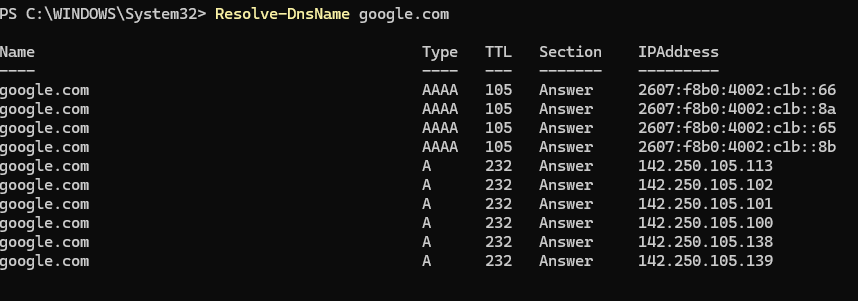 PS C:\WINDOWS\System32> Resolve-DnsName google.com
Name Type TTL Section IPAddress
---- ---- --- ------- ---------
google.com AAAA 105 Answer 2607:f8b0:4002:c1b::66
google.com AAAA 105 Answer 2607:f8b0:4002:c1b::8a
google.com AAAA 105 Answer 2607:f8b0:4002:c1b::65
google.com AAAA 105 Answer 2607:f8b0:4002:c1b::8b
google.com A 232 Answer 142.250.105.113
google.com A 232 Answer 142.250.105.102
google.com A 232 Answer 142.250.105.101
google.com A 232 Answer 142.250.105.100
google.com A 232 Answer 142.250.105.138
google.com A 232 Answer 142.250.105.139